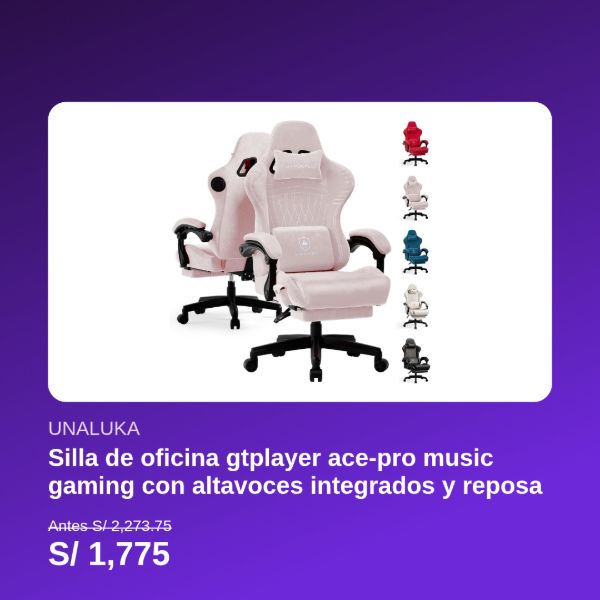 UNALUKA
Silla de oficina gtplayer ace-pro music
gaming con altavoces integrados y reposa
Antes S/ 2,273.75
S/ 1,775